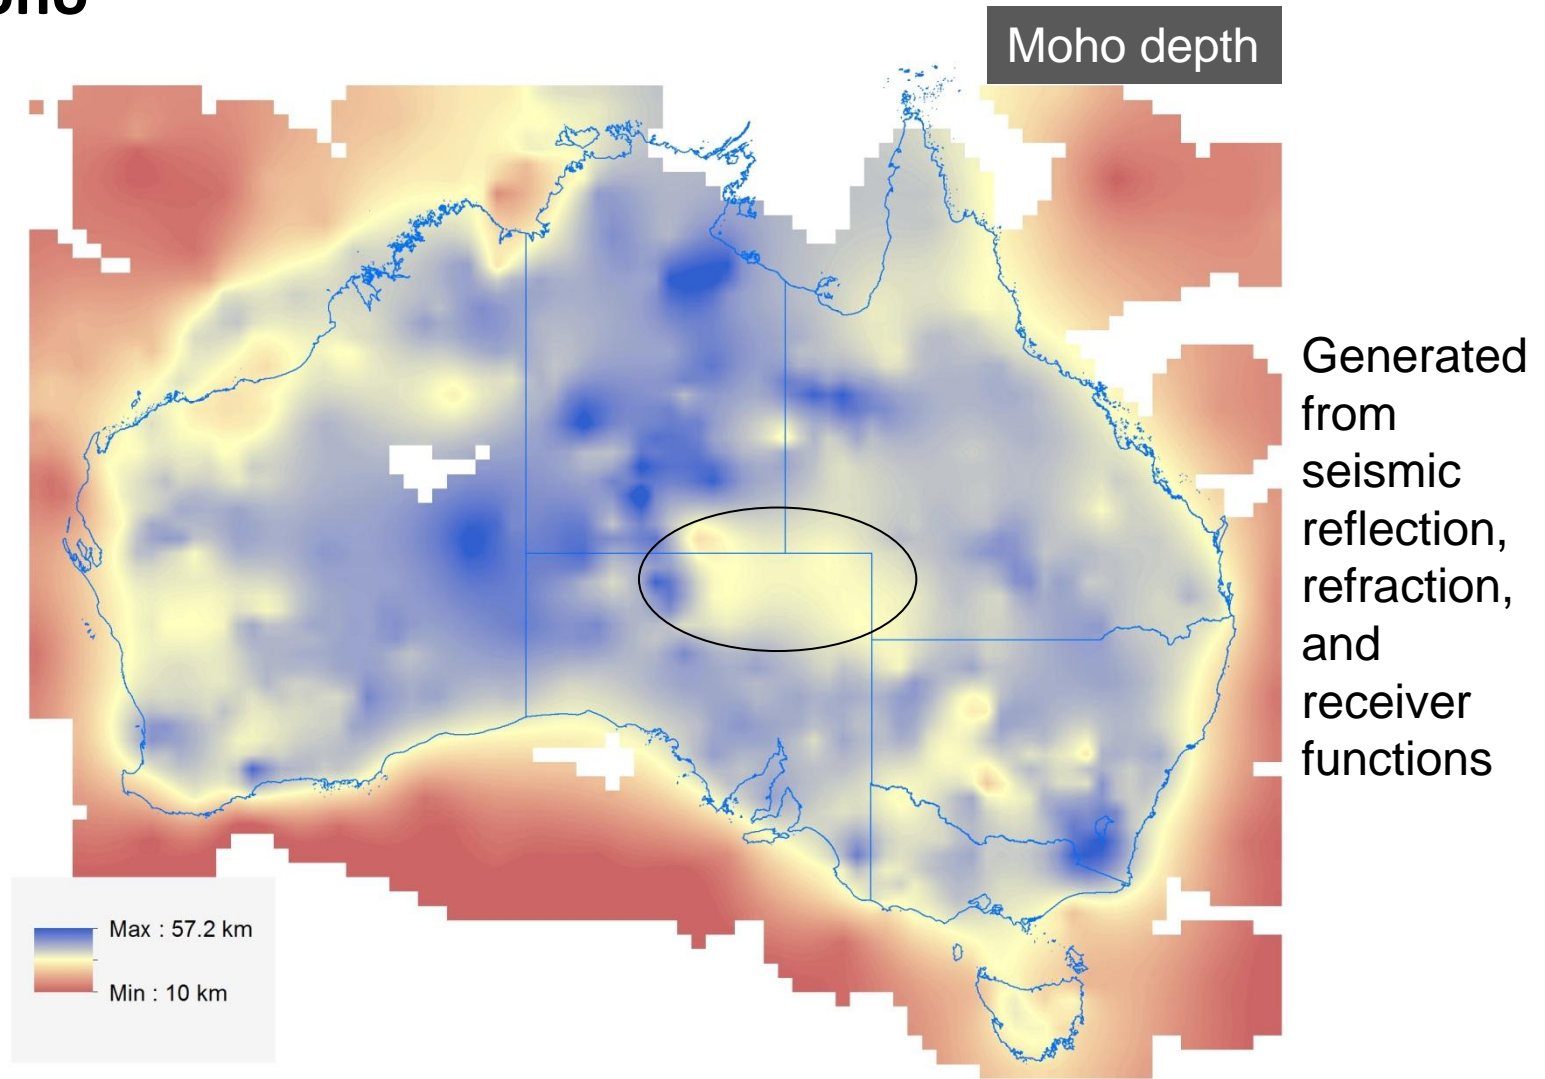 Moho depth
Generated
from
seismic
reflection,
refraction,
and
receiver
functions
Max : 57.2 km
Min : 10 km